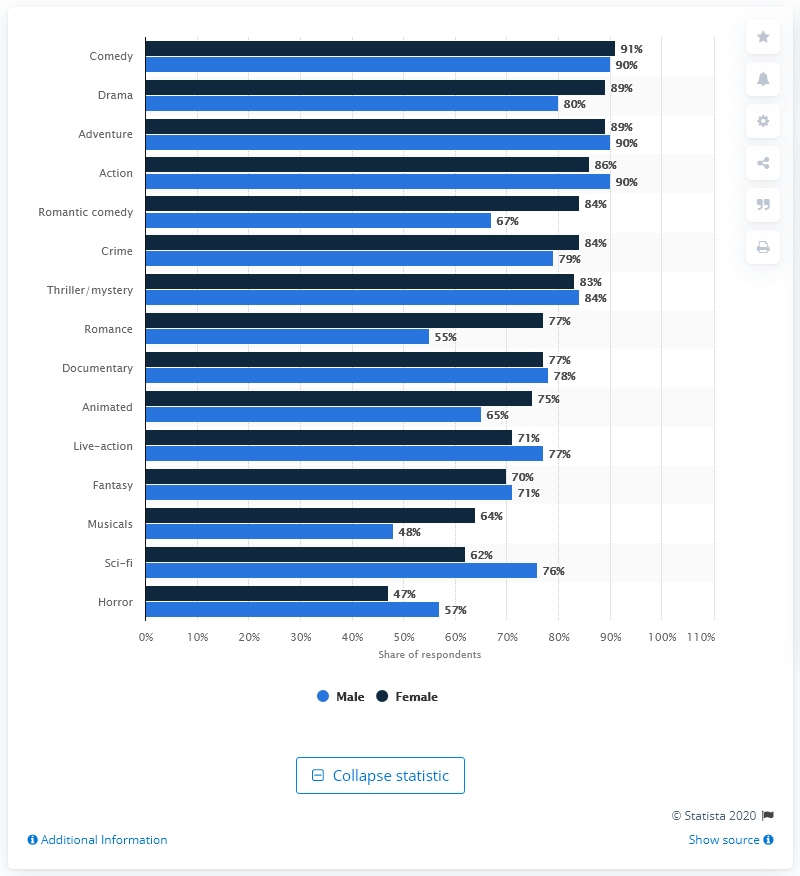 Comedy
91%
90%
Drama
89%
80%
Adventure
89%
90%
Action
86%
90%
Romantic comedy
84%
67%
Crime
84%
79%
Thriller/mystery
83%
84%
Romance
77%
55%
Documentary
77%
78%
Animated
75%
65%
Live-action
71%
77%
Fantasy
70%
71%
Musicals
64%
48%
Sci-fi
62%
76%
Horror
47%
57%
0% 10% 20% 30% 40% 50% 60% 70% 80% 90% 100% 110%
Share of respondents
Male Female
Collapse statistic
© Statista 2020
Additional Information Show source